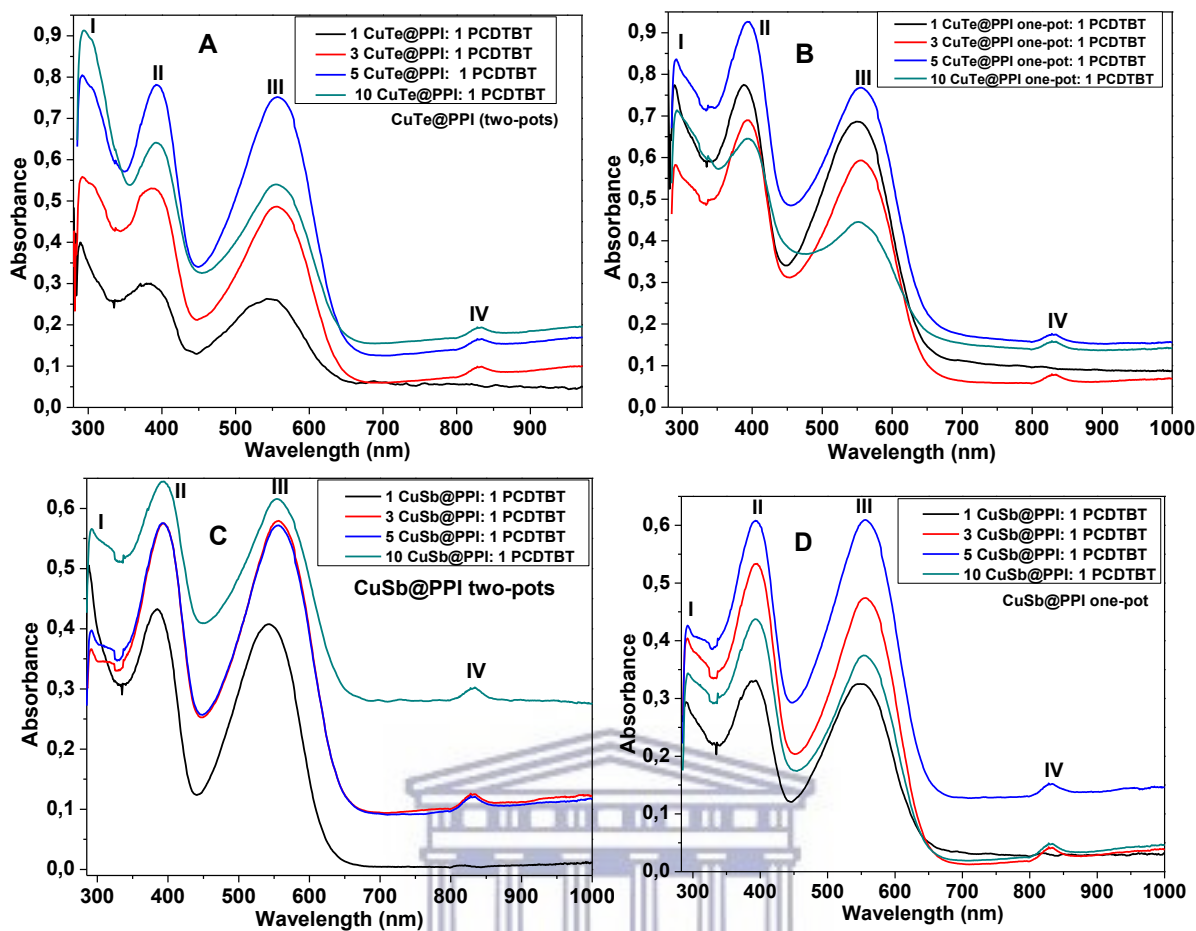 A
I
II
III
IV
1 CuTe@PPI: 1 PCDTBT
3 CuTe@PPI: 1 PCDTBT
5 CuTe@PPI:  1 PCDTBT
10 CuTe@PPI: 1 PCDTBT
CuTe@PPI (two-pots)
Absorbance
0,9
0,8
0,7
0,6
0,5
0,4
0,3
0,2
0,1
0,0
300 400 500 600 700 800 900
Wavelength (nm)
B
I
II
III
IV
1 CuTe@PPI one-pot: 1 PCDTBT
3 CuTe@PPI one-pot: 1 PCDTBT
5 CuTe@PPI one-pot: 1 PCDTBT
10 CuTe@PPI one-pot: 1 PCDTBT
Absorbance
0,9
0,8
0,7
0,6
0,5
0,4
0,3
0,2
0,1
0,0
300 400 500 600 700 800 900 1000
Wavelength (nm)
C
I
II
III
IV
1 CuSb@PPI: 1 PCDTBT
3 CuSb@PPI: 1 PCDTBT
5 CuSb@PPI: 1 PCDTBT
10 CuSb@PPI: 1 PCDTBT
CuSb@PPI two-pots
Absorbance
0,6
0,5
0,4
0,3
0,2
0,1
0,0
300 400 500 600 700 800 900 1000
Wavelength (nm)
D
I
II
III
IV
1 CuSb@PPI: 1 PCDTBT
3 CuSb@PPI: 1 PCDTBT
5 CuSb@PPI: 1 PCDTBT
10 CuSb@PPI: 1 PCDTBT
CuSb@PPI one-pot
Absorbance
0,6
0,5
0,4
0,3
0,2
0,1
0,0
300 400 500 600 700 800 900 1000
Wavelength (nm)